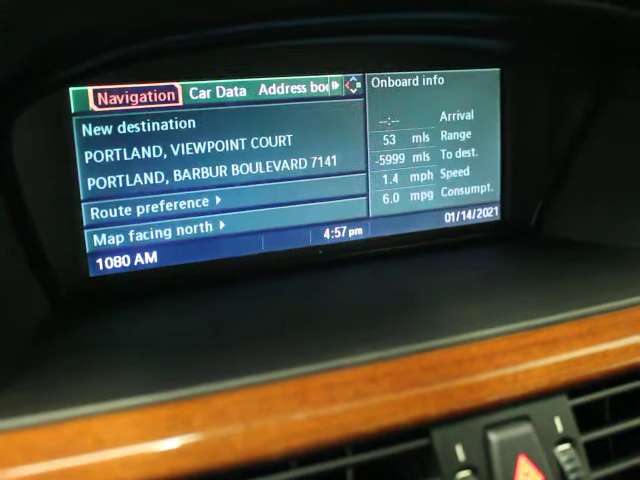 Navigation Car Data Address boo
New destination
PORTLAND, VIEWPOINT COURT
PORTLAND, BARBUR BOULEVARD 7141
Route preference
Map facing north
1080 AM
4:57 pm
Onboard info
--:-- Arrival
53 mls Range
-5999 mls To dest.
1.4 mph Speed
6.0 mpg Consumpt.
01/14/2021